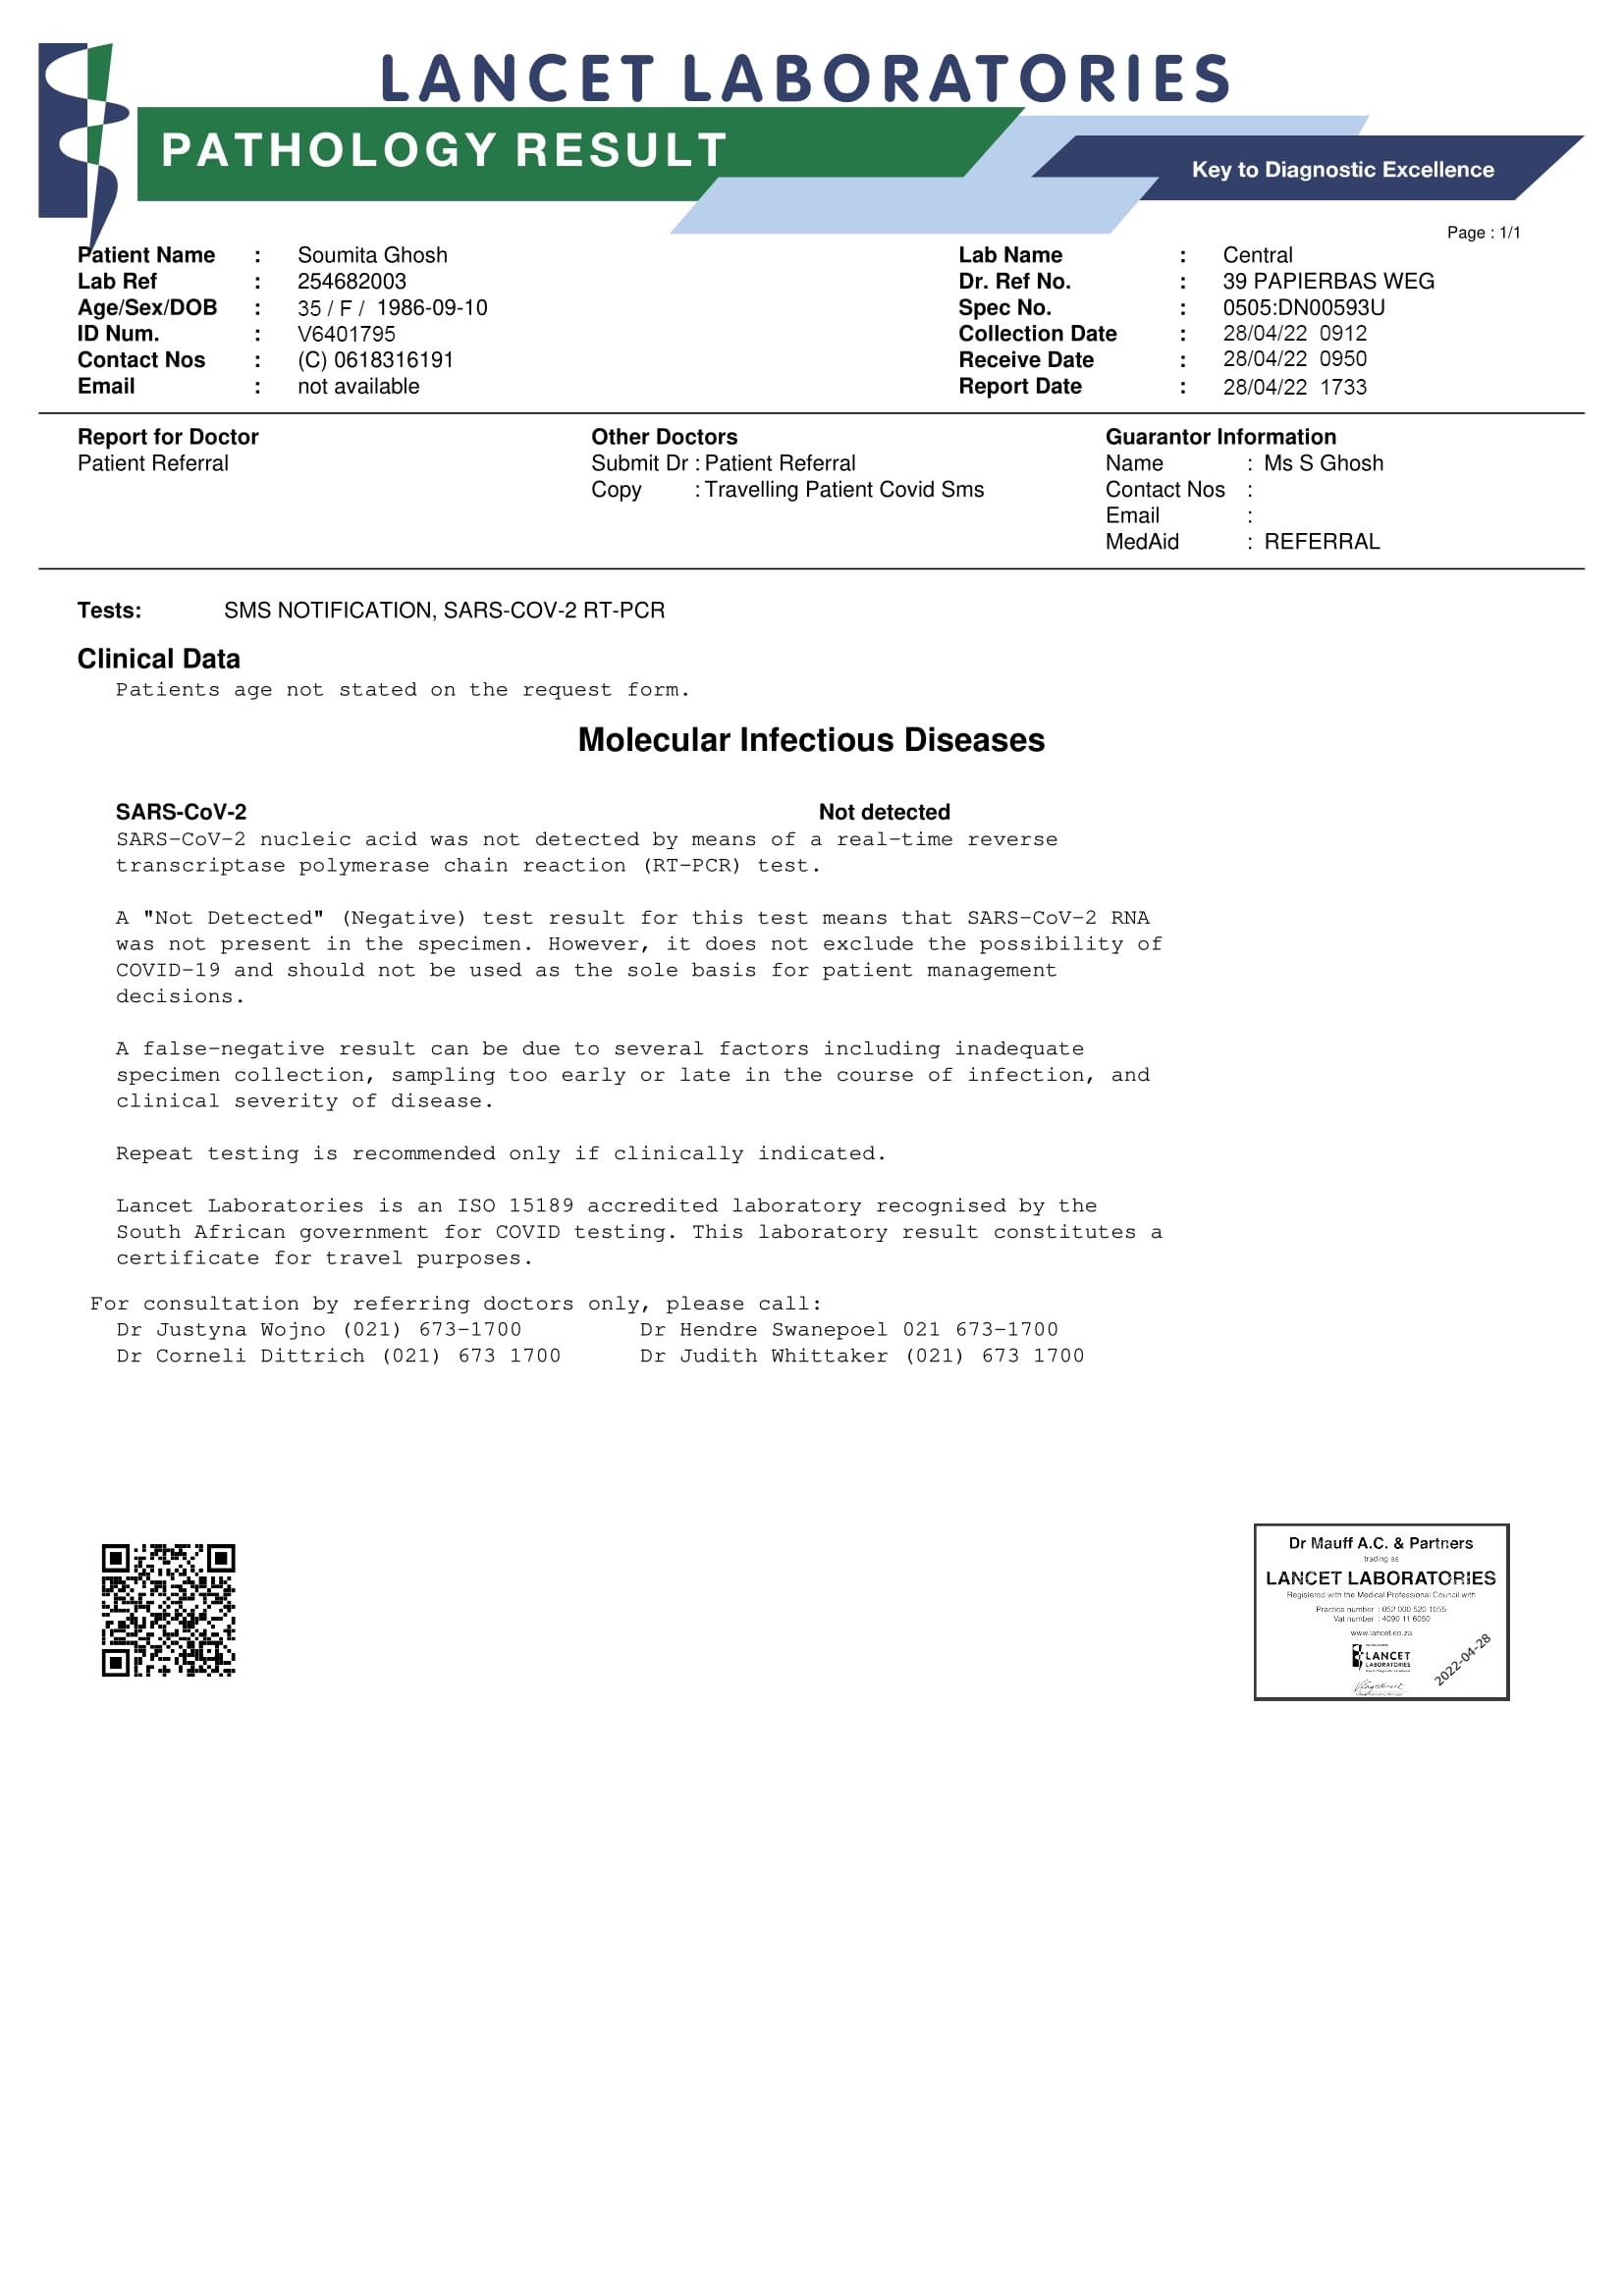 LANCET LABORATORIES
PATHOLOGY RESULT
Key to Diagnostic Excellence
Page : 1/1
Patient Name : Soumita Ghosh
Lab Ref : 254682003
Age/Sex/DOB : 35 / F / 1986-09-10
ID Num. : V6401795
Contact Nos : (C) 0618316191
Email : not available
Lab Name : Central
Dr. Ref No. : 39 PAPIERBAS WEG
Spec No. : 0505:DN00593U
Collection Date : 28/04/22 0912
Receive Date : 28/04/22 0950
Report Date : 28/04/22 1733
Report for Doctor
Patient Referral
Other Doctors
Submit Dr : Patient Referral
Copy : Travelling Patient Covid Sms
Guarantor Information
Name : Ms S Ghosh
Contact Nos :
Email :
MedAid : REFERRAL
Tests: SMS NOTIFICATION, SARS-COV-2 RT-PCR
Clinical Data
Patients age not stated on the request form.
Molecular Infectious Diseases
SARS-CoV-2 Not detected
SARS-CoV-2 nucleic acid was not detected by means of a real-time reverse
transcriptase polymerase chain reaction (RT-PCR) test.
A "Not Detected" (Negative) test result for this test means that SARS-CoV-2 RNA
was not present in the specimen. However, it does not exclude the possibility of
COVID-19 and should not be used as the sole basis for patient management
decisions.
A false-negative result can be due to several factors including inadequate
specimen collection, sampling too early or late in the course of infection, and
clinical severity of disease.
Repeat testing is recommended only if clinically indicated.
Lancet Laboratories is an ISO 15189 accredited laboratory recognised by the
South African government for COVID testing. This laboratory result constitutes a
certificate for travel purposes.
For consultation by referring doctors only, please call:
Dr Justyna Wojno (021) 673-1700 Dr Hendre Swanepoel 021 673-1700
Dr Corneli Dittrich (021) 673 1700 Dr Judith Whittaker (021) 673 1700
Dr Mauff A.C. & Partners
trading as
LANCET LABORATORIES
Registered with the Medical Professional Council with
Practice number : 052 000 520 1055
Vat number : 4090 11 6050
www.lancet.co.za
LANCET
LABORATORIES
2022-04-28